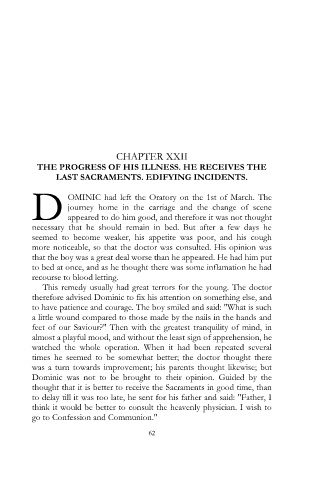 CHAPTER XXII
THE PROGRESS OF HIS ILLNESS. HE RECEIVES THE
LAST SACRAMENTS. EDIFYING INCIDENTS.
DOMINIC had left the Oratory on the 1st of March. The
journey home in the carriage and the change of scene
appeared to do him good, and therefore it was not thought
necessary that he should remain in bed. But after a few days he
seemed to become weaker, his appetite was poor, and his cough
more noticeable, so that the doctor was consulted. His opinion was
that the boy was a great deal worse than he appeared. He had him put
to bed at once, and as he thought there was some inflamation he had
recourse to blood letting.
This remedy usually had great terrors for the young. The doctor
therefore advised Dominic to fix his attention on something else, and
to have patience and courage. The boy smiled and said: "What is such
a little wound compared to those made by the nails in the hands and
feet of our Saviour?" Then with the greatest tranquility of mind, in
almost a playful mood, and without the least sign of apprehension, he
watched the whole operation. When it had been repeated several
times he seemed to be somewhat better; the doctor thought there
was a turn towards improvement; his parents thought likewise; but
Dominic was not to be brought to their opinion. Guided by the
thought that it is better to receive the Sacraments in good time, than
to delay till it was too late, he sent for his father and said: "Father, I
think it would be better to consult the heavenly physician. I wish to
go to Confession and Communion."
62